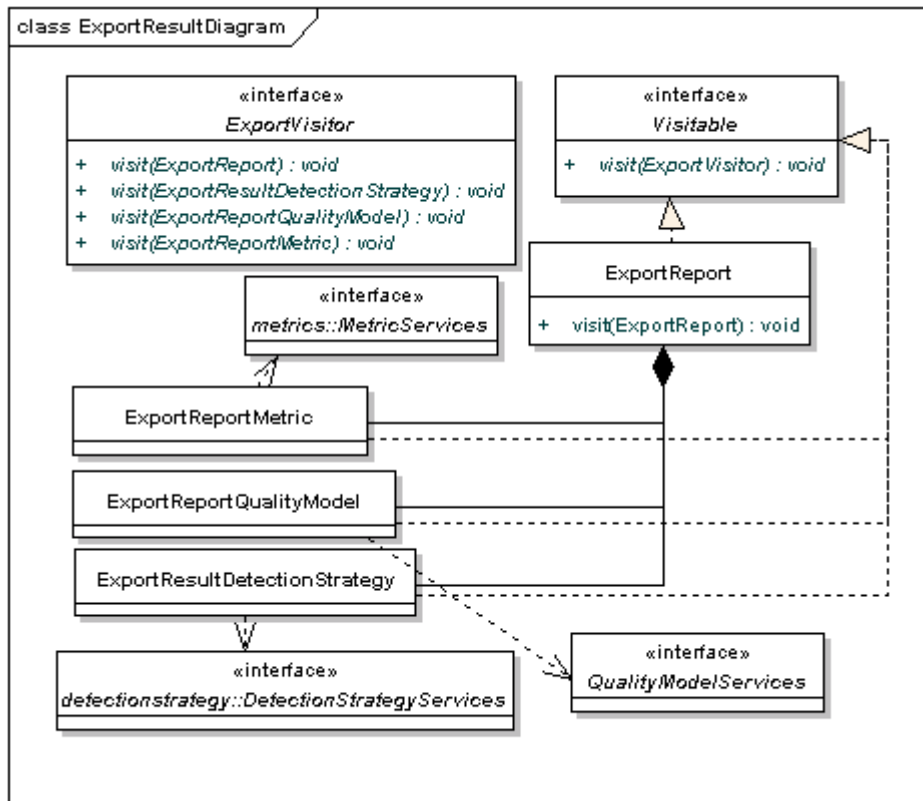 class ExportResultDiagram
«interface»
ExportVisitor
+ visit(ExportReport) : void
+ visit(ExportResultDetectionStrategy) : void
+ visit(ExportReportQualityModel) : void
+ visit(ExportReportMetric) : void
«interface»
Visitable
+ visit(ExportVisitor) : void
ExportReport
+ visit(ExportReport) : void
«interface»
metrics::MetricServices
ExportReportMetric
ExportReportQualityModel
ExportResultDetectionStrategy
«interface»
detectionstrategy::DetectionStrategyServices
«interface»
QualityModelServices